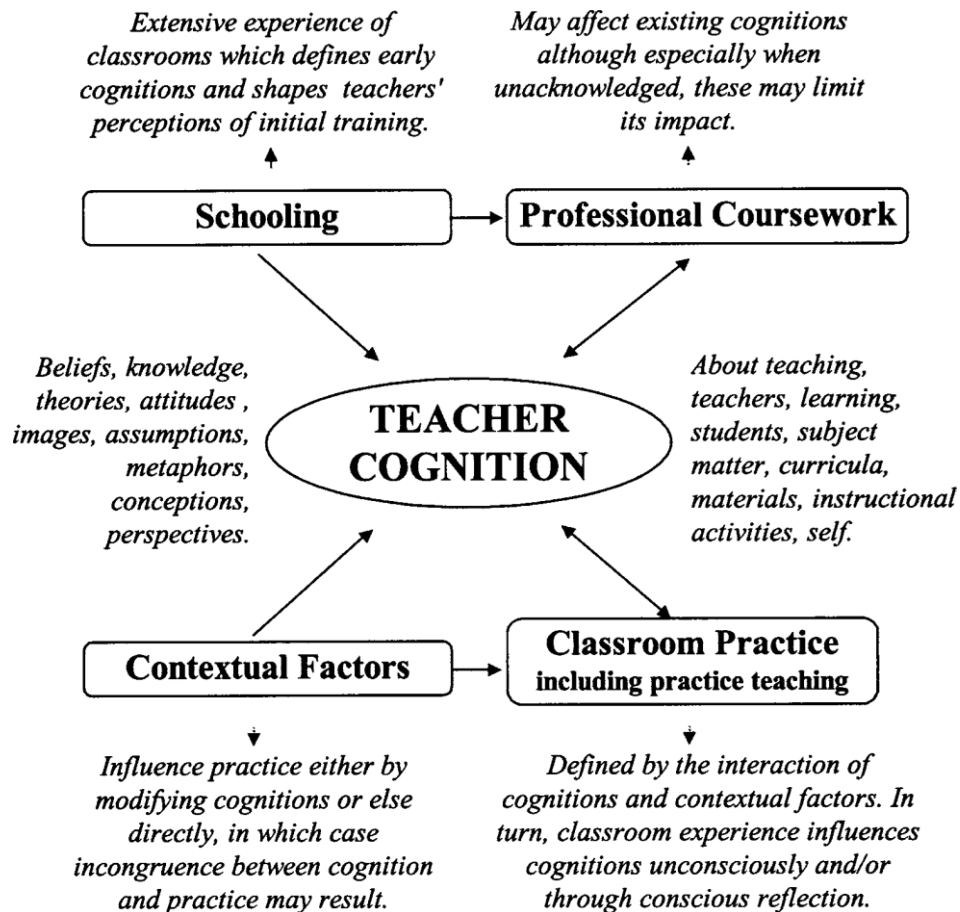 Extensive experience of
classrooms which defines early
cognitions and shapes teachers'
perceptions of initial training.
May affect existing cognitions
although especially when
unacknowledged, these may limit
its impact.
Schooling
Professional Coursework
Beliefs, knowledge,
theories, attitudes ,
images, assumptions,
metaphors,
conceptions,
perspectives.
TEACHER
COGNITION
About teaching,
teachers, learning,
students, subject
matter, curricula,
materials, instructional
activities, self.
Contextual Factors
Classroom Practice
including practice teaching
Influence practice either by
modifying cognitions or else
directly, in which case
incongruence between cognition
and practice may result.
Defined by the interaction of
cognitions and contextual factors. In
turn, classroom experience influences
cognitions unconsciously and/or
through conscious reflection.